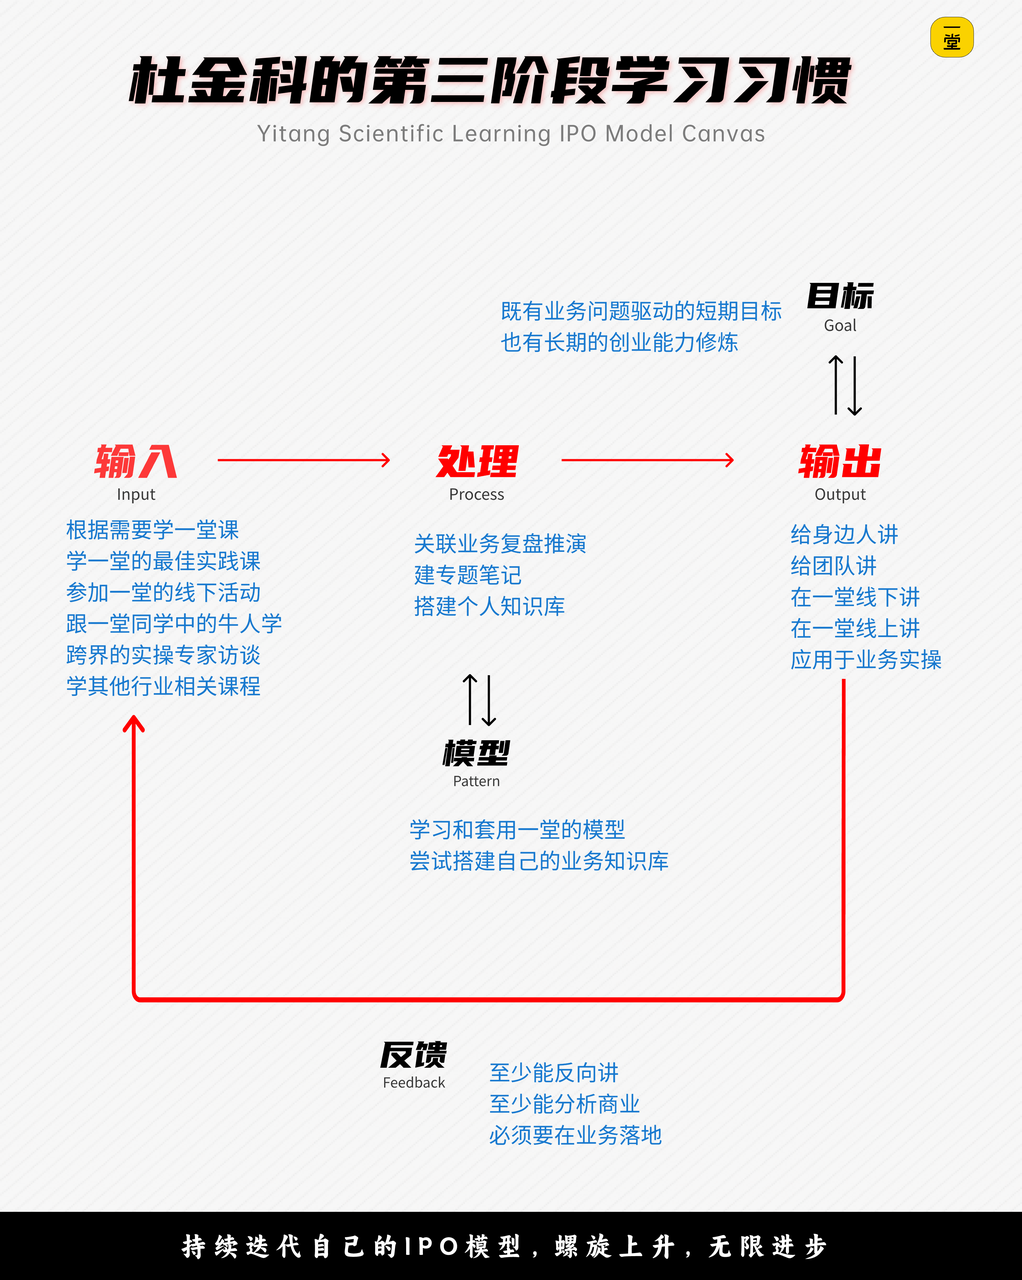 一堂
杜金科的第三阶段学习习惯
Yitang Scientific Learning IPO Model Canvas
既有业务问题驱动的短期目标
也有长期的创业能力修炼
目标
Goal
输入
Input
处理
Process
输出
Output
根据需要学一堂课
学一堂的最佳实践课
参加一堂的线下活动
跟一堂同学中的牛人学
跨界的实操专家访谈
学其他行业相关课程
关联业务复盘推演
建专题笔记
搭建个人知识库
给身边人讲
给团队讲
在一堂线下讲
在一堂线上讲
应用于业务实操
模型
Pattern
学习和套用一堂的模型
尝试搭建自己的业务知识库
反馈
Feedback
至少能反向讲
至少能分析商业
必须要在业务落地
持续迭代自己的IPO模型，螺旋上升，无限进步